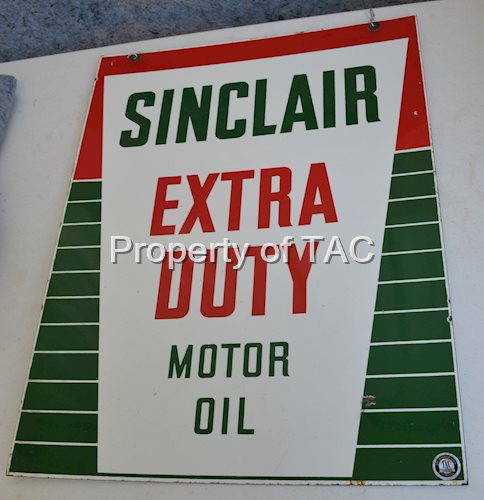 SINCLAIR
EXTRA
Property of TAC
DUTY
MOTOR
OIL